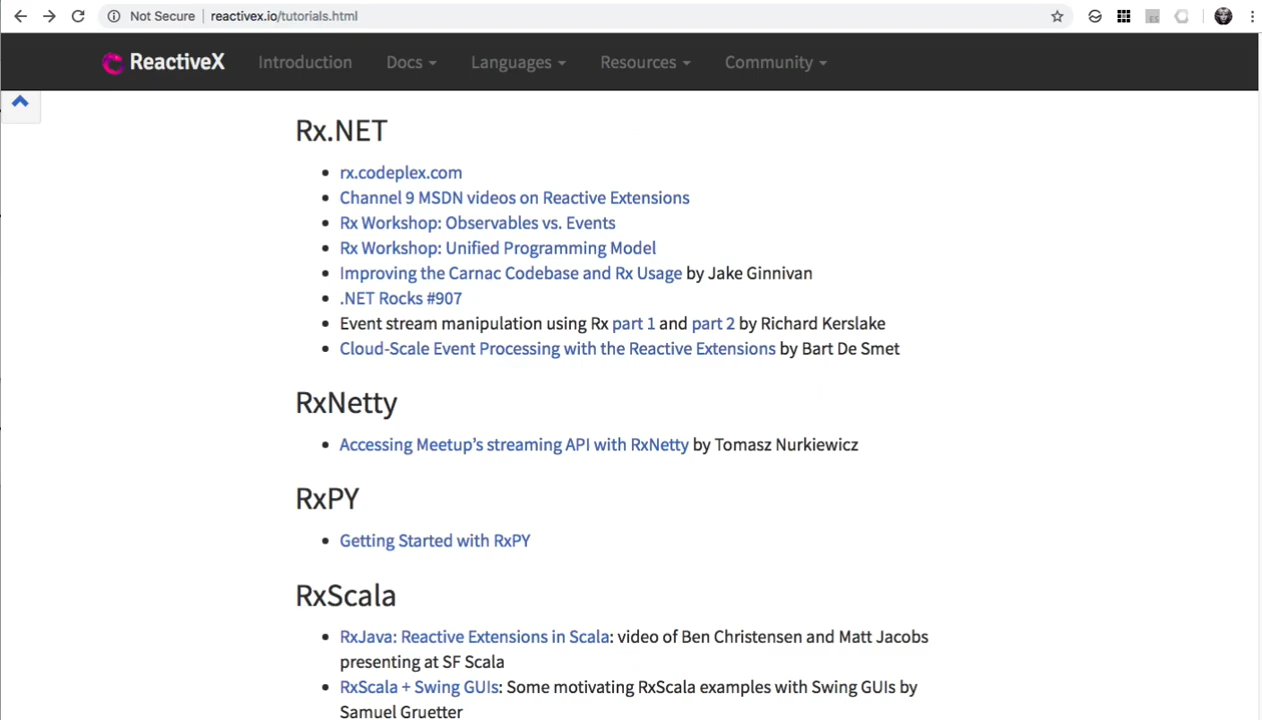 Not Secure | reactivex.io/tutorials.html
ReactiveX Introduction Docs Languages Resources Community
Rx.NET
rx.codeplex.com
Channel 9 MSDN videos on Reactive Extensions
Rx Workshop: Observables vs. Events
Rx Workshop: Unified Programming Model
Improving the Carnac Codebase and Rx Usage by Jake Ginnivan
.NET Rocks #907
Event stream manipulation using Rx part 1 and part 2 by Richard Kerslake
Cloud-Scale Event Processing with the Reactive Extensions by Bart De Smet
RxNetty
Accessing Meetup’s streaming API with RxNetty by Tomasz Nurkiewicz
RxPY
Getting Started with RxPY
RxScala
RxJava: Reactive Extensions in Scala: video of Ben Christensen and Matt Jacobs
presenting at SF Scala
RxScala + Swing GUIs: Some motivating RxScala examples with Swing GUIs by
Samuel Gruetter